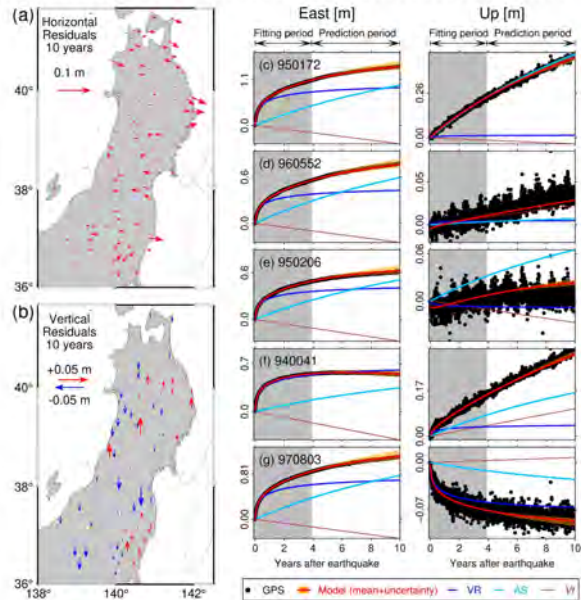 (a) Horizontal Residuals 10 years
0.1 m
40°
38°
36°
(b) Vertical Residuals 10 years
+0.05 m
-0.05 m
40°
38°
36°
138° 140° 142°
East [m] Up [m]
Fitting period Prediction period Fitting period Prediction period
(c) 950172
1.1
0.0
0.26
0.00
(d) 960552
0.6
0.0
0.05
0.00
(e) 950206
0.6
0.0
0.06
0.00
(f) 940041
0.7
0.0
0.17
0.00
(g) 970803
0.81
0.00
0.00
-0.07
0 2 4 6 8 10 0 2 4 6 8 10
Years after earthquake Years after earthquake
GPS Model (mean+uncertainty) VR AS VI